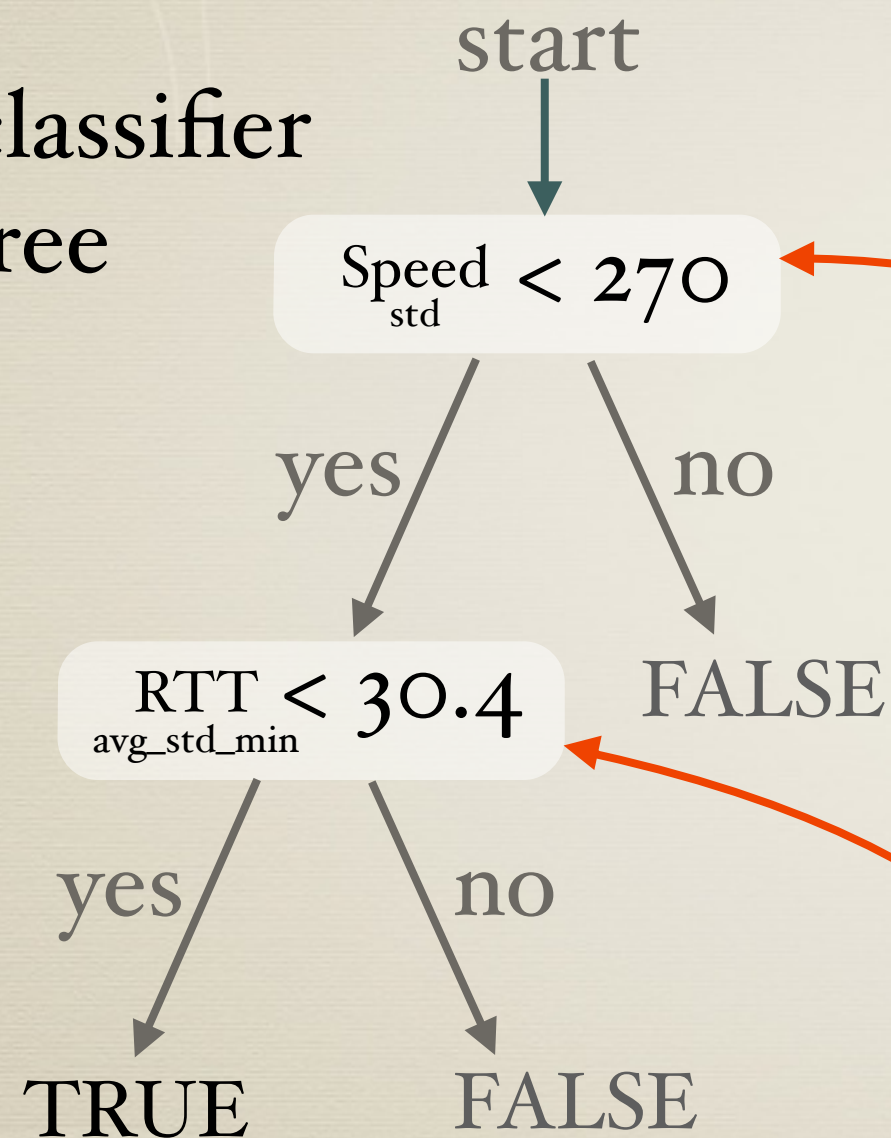 start
classifier
ree
Speed < 270
std
yes
no
RTT < 30.4
avg_std_min
FALSE
yes
no
TRUE
FALSE